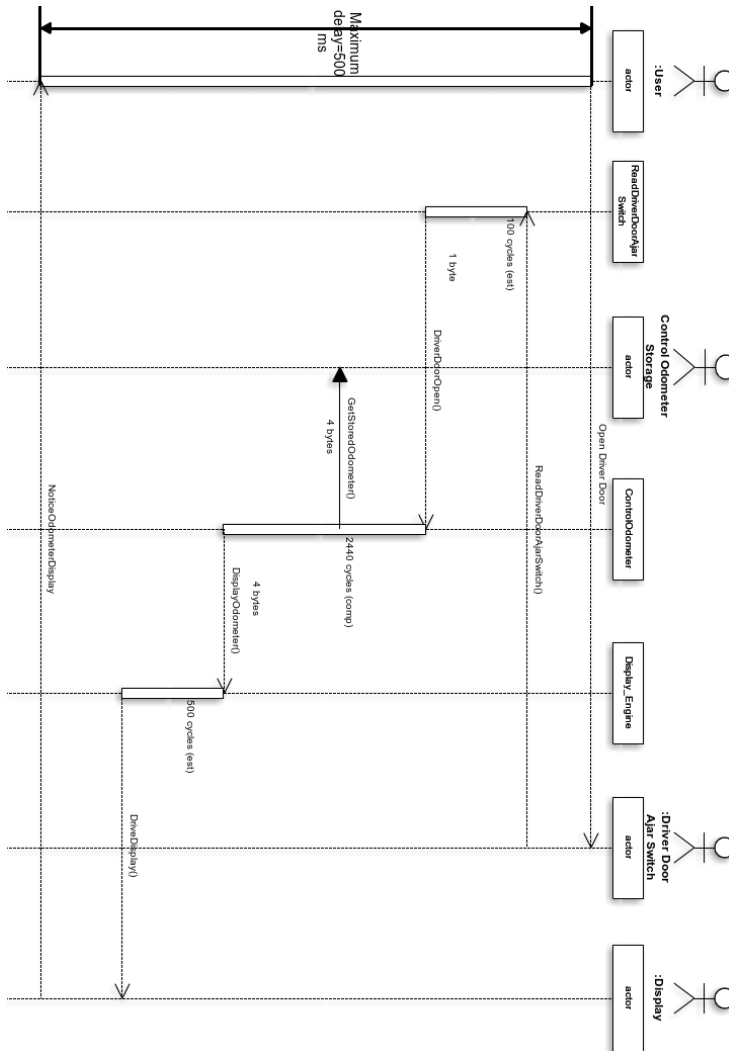 :User
actor
ReadDriverDoorAjar
Switch
Control Odometer
Storage
actor
ControlOdometer
Display_Engine
:Driver Door
Ajar Switch
actor
:Display
actor
Maximum
delay=500
ms
Open Driver Door
ReadDriverDoorAjarSwitch()
100 cycles (est)
1 byte
DriverDoorOpen()
GetStoredOdometer()
4 bytes
2440 cycles (comp)
4 bytes
DisplayOdometer()
500 cycles (est)
DriveDisplay()
NoticeOdometerDisplay